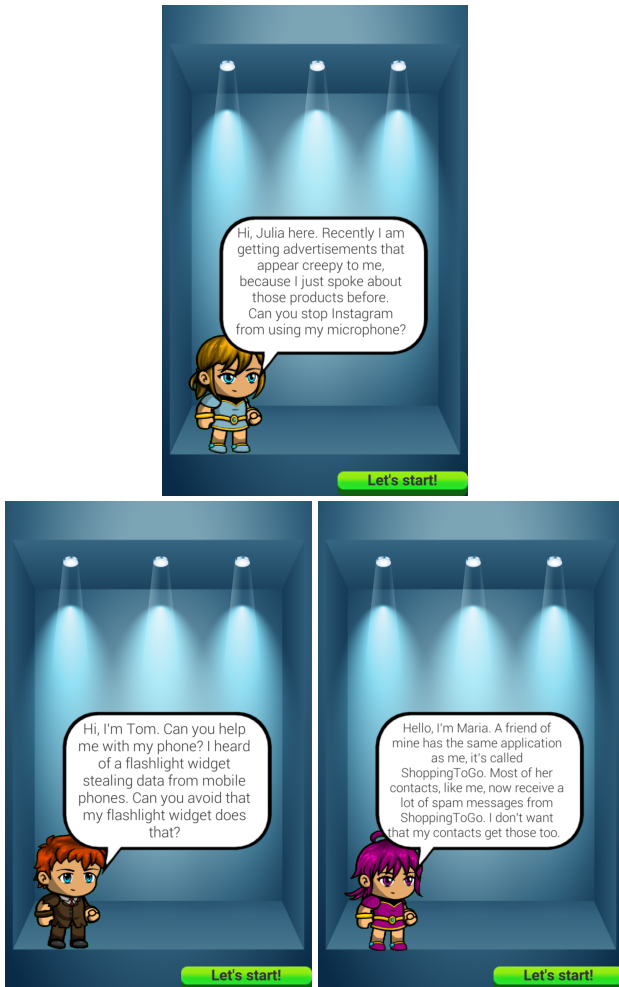 Hi, Julia here. Recently I am
getting advertisements that
appear creepy to me,
because I just spoke about
those products before.
Can you stop Instagram
from using my microphone?
Let's start!
Hi, I'm Tom. Can you help
me with my phone? I heard
of a flashlight widget
stealing data from mobile
phones. Can you avoid that
my flashlight widget does
that?
Let's start!
Hello, I'm Maria. A friend of
mine has the same application
as me, it's called
ShoppingToGo. Most of her
contacts, like me, now receive a
lot of spam messages from
ShoppingToGo. I don't want
that my contacts get those too.
Let's start!